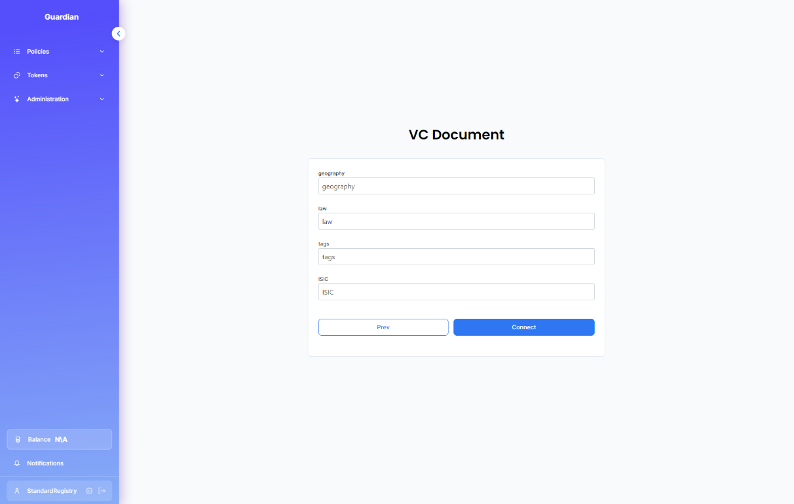 Guardian
Policies
Tokens
Administration
VC Document
geography
geography
law
law
tags
tags
ISIC
ISIC
Prev
Connect
Balance N\A
Notifications
StandardRegistry